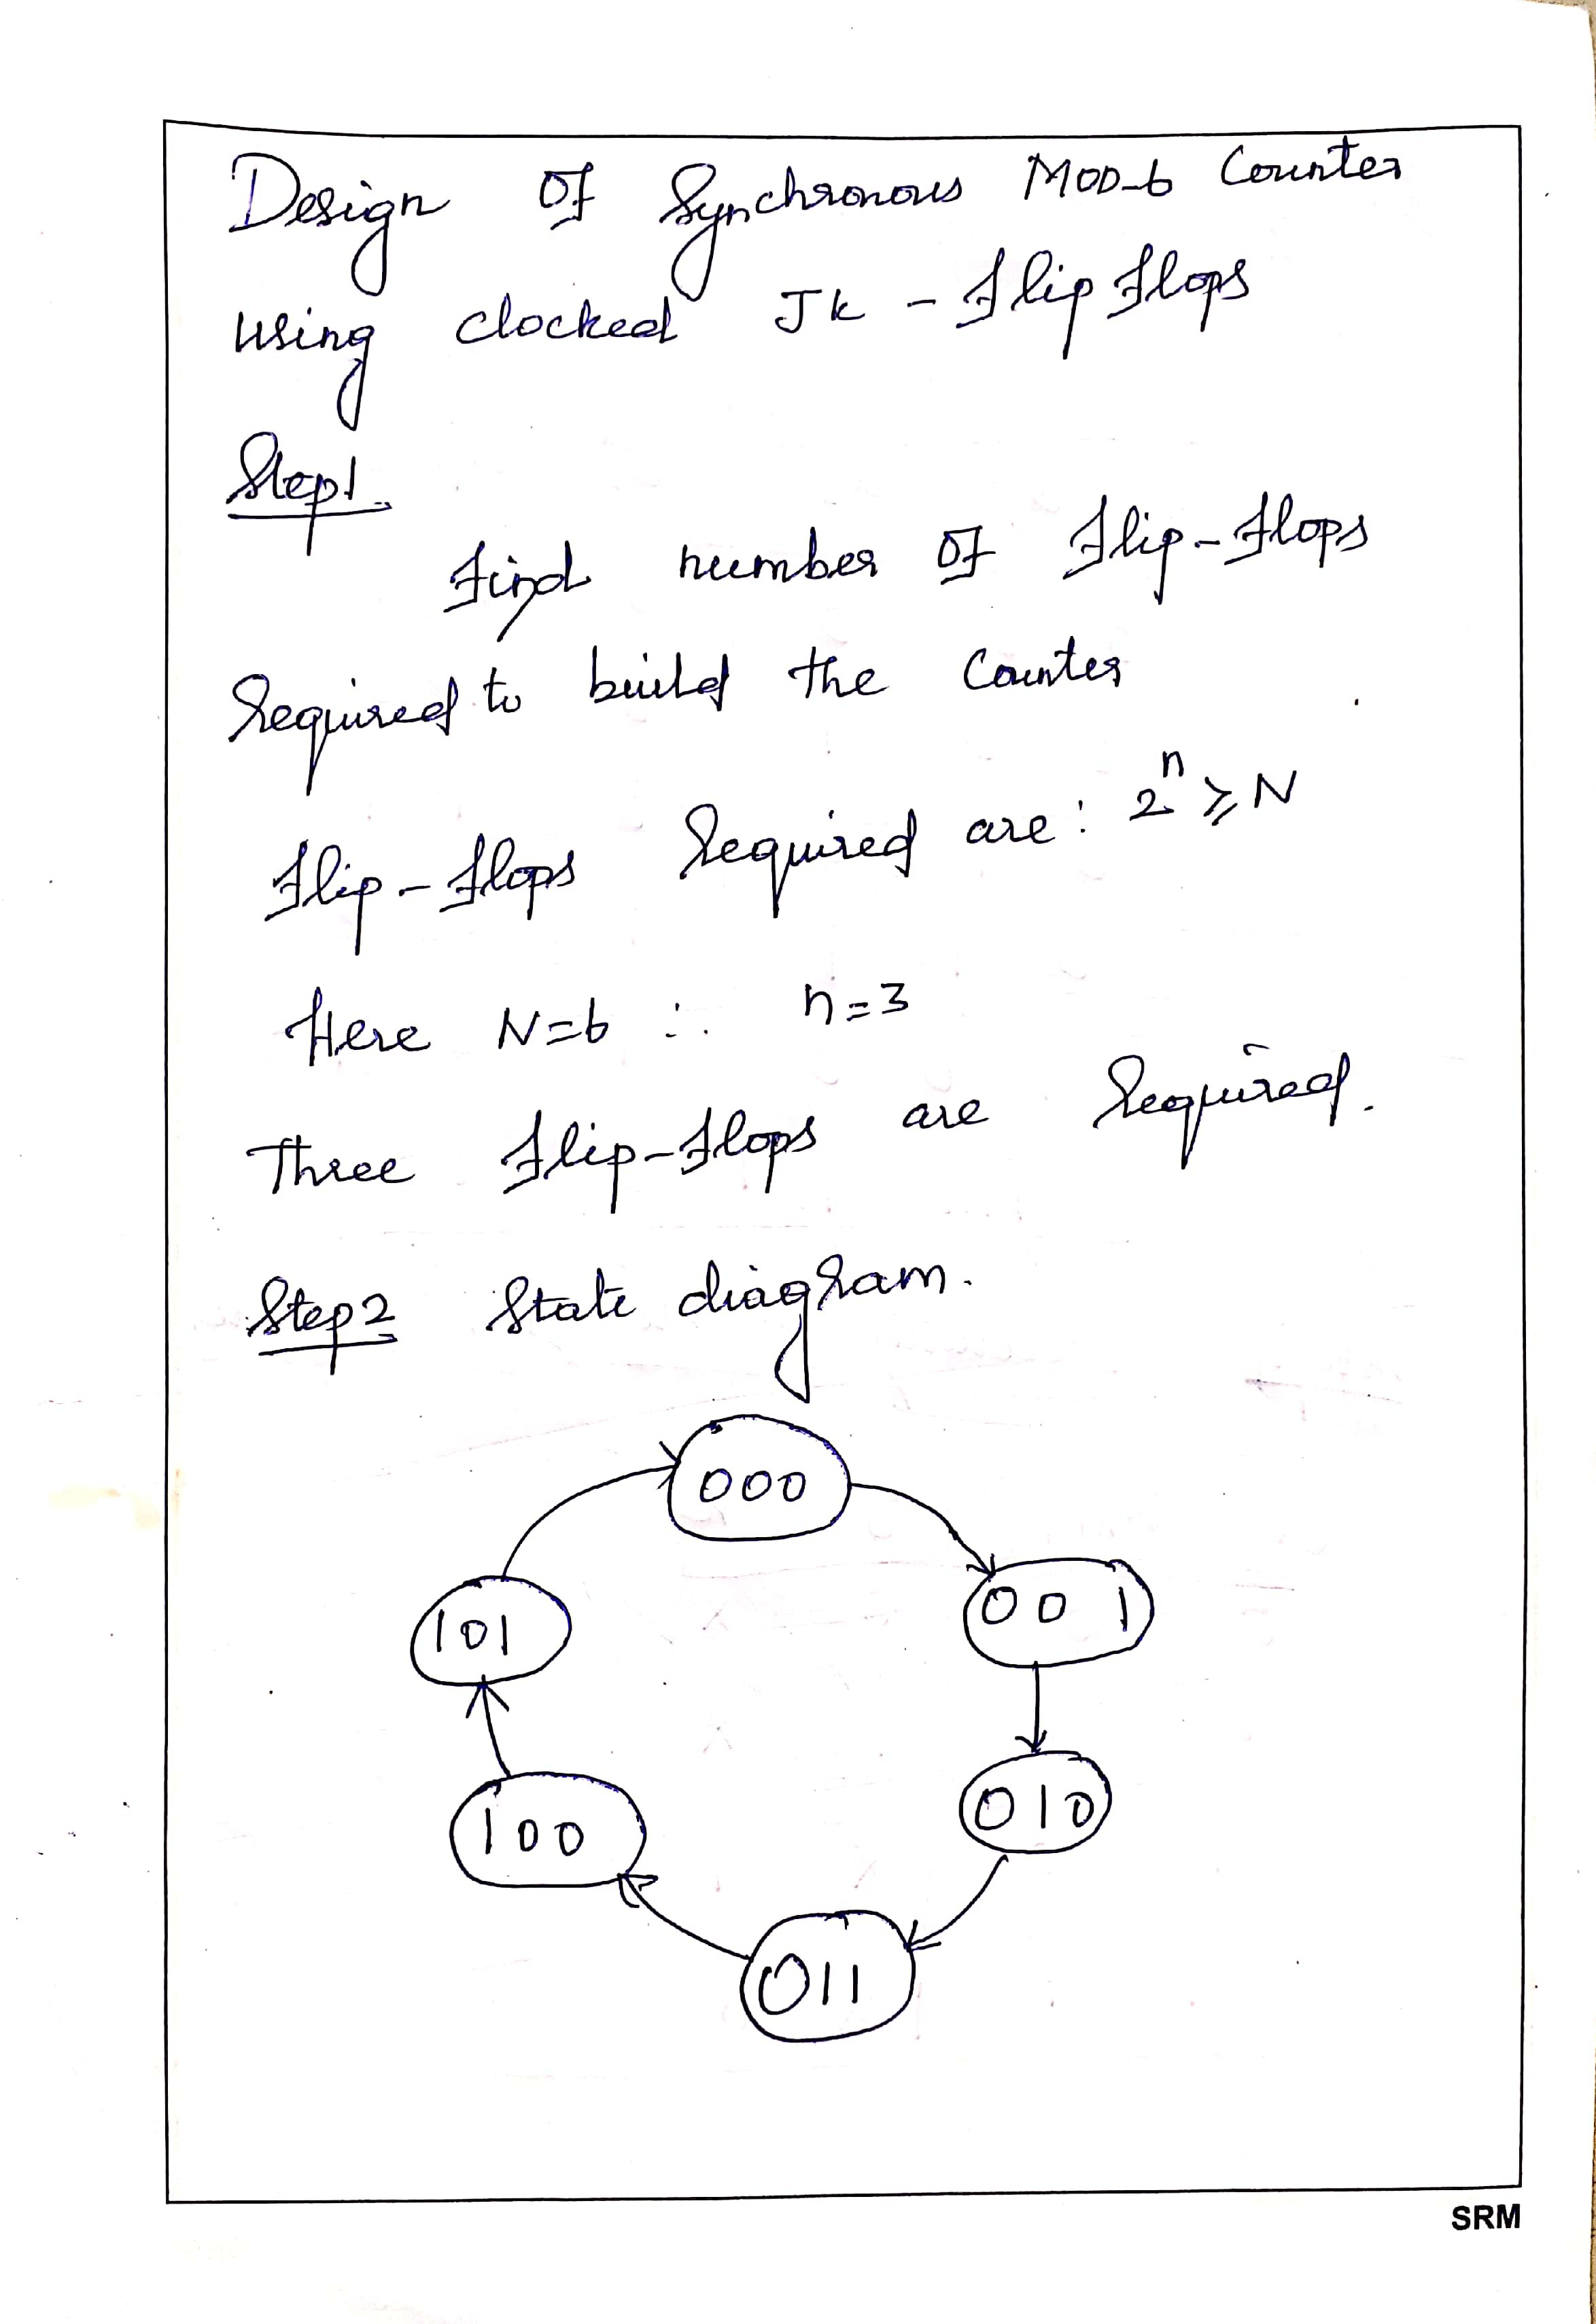 Design Of Synchronous MOD-6 Counter
using clocked JK - Flip Flops
Step1
Find number Of Flip-Flops
Required to build the Counter
Flip-Flops Required are: 2^n ≥ N
Here N=6 ∴ n=3
Three Flip-Flops are Required.
Step2 State diagram.
000
101
001
100
010
011
SRM